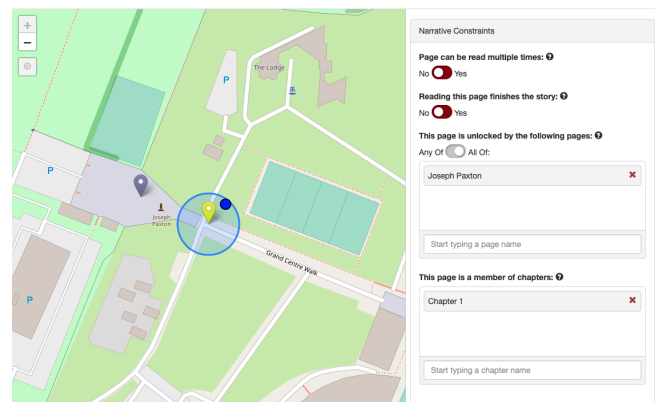 +
−
P
The Lodge
P
Joseph
Paxton
Grand Centre Walk
P
Narrative Constraints
Page can be read multiple times: ?
No Yes
Reading this page finishes the story: ?
No Yes
This page is unlocked by the following pages: ?
Any Of All Of:
Joseph Paxton ×
Start typing a page name
This page is a member of chapters: ?
Chapter 1 ×
Start typing a chapter name